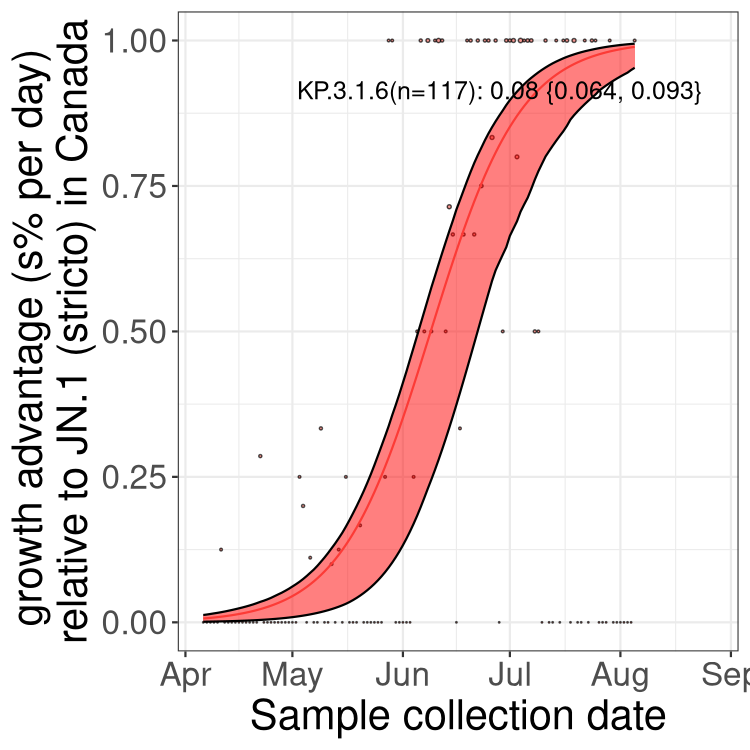 growth advantage (s% per day)
relative to JN.1 (stricto) in Canada
1.00
0.75
0.50
0.25
0.00
KP.3.1.6(n=117): 0.08 {0.064, 0.093}
Apr May Jun Jul Aug Sep
Sample collection date